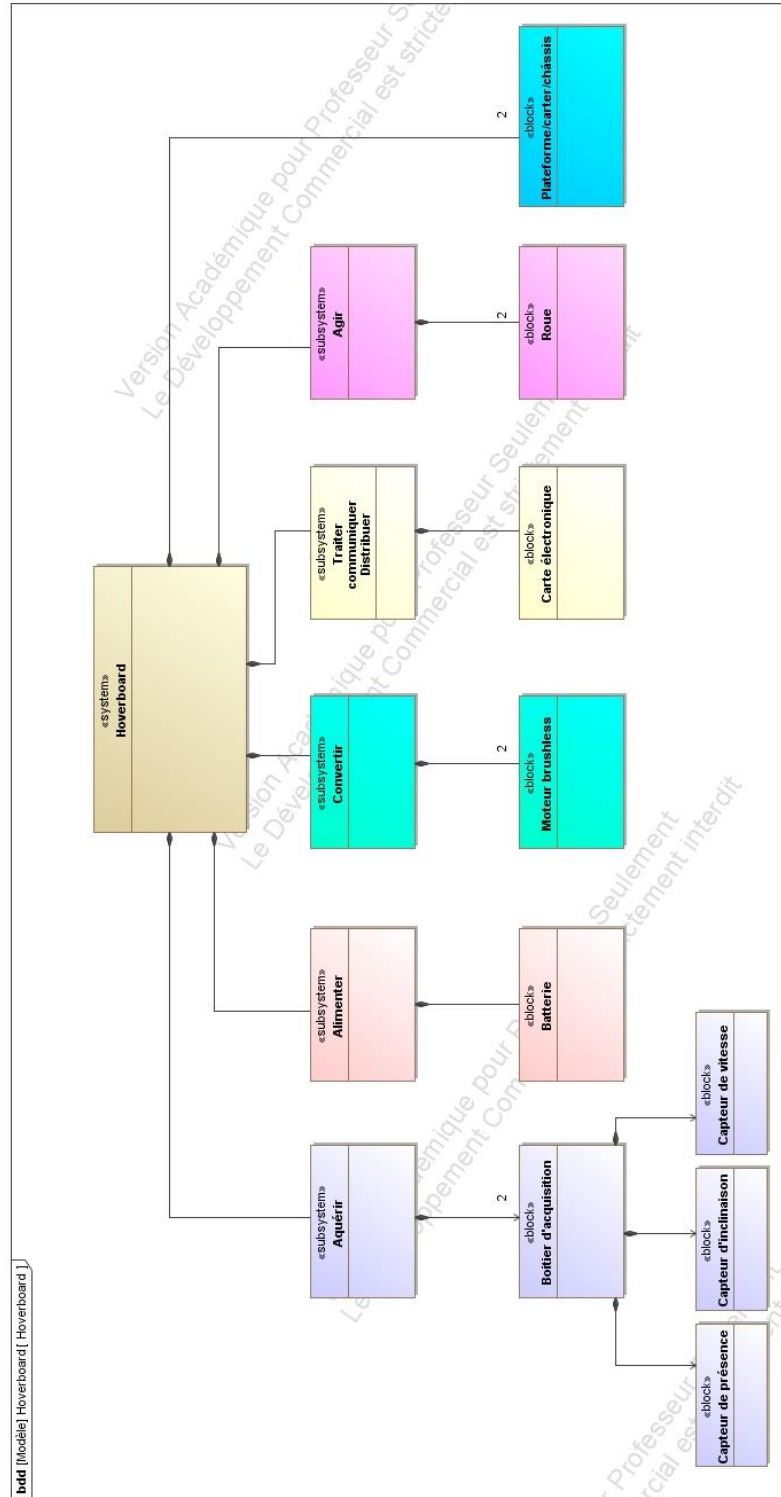 bdd [Modèle] Hoverboard [ Hoverboard ]
«system»
Hoverboard
«subsystem»
Aquérir
«subsystem»
Alimenter
«subsystem»
Convertir
«subsystem»
Traiter
communiquer
Distribuer
«subsystem»
Agir
2
«block»
Boitier d'acquisition
«block»
Batterie
2
«block»
Moteur brushless
«block»
Carte électronique
2
«block»
Roue
2
«block»
Plateforme/carter/châssis
«block»
Capteur de présence
«block»
Capteur d'inclinaison
«block»
Capteur de vitesse
Version Académique pour Professeur Seulement
Le Développement Commercial est strictement interdit